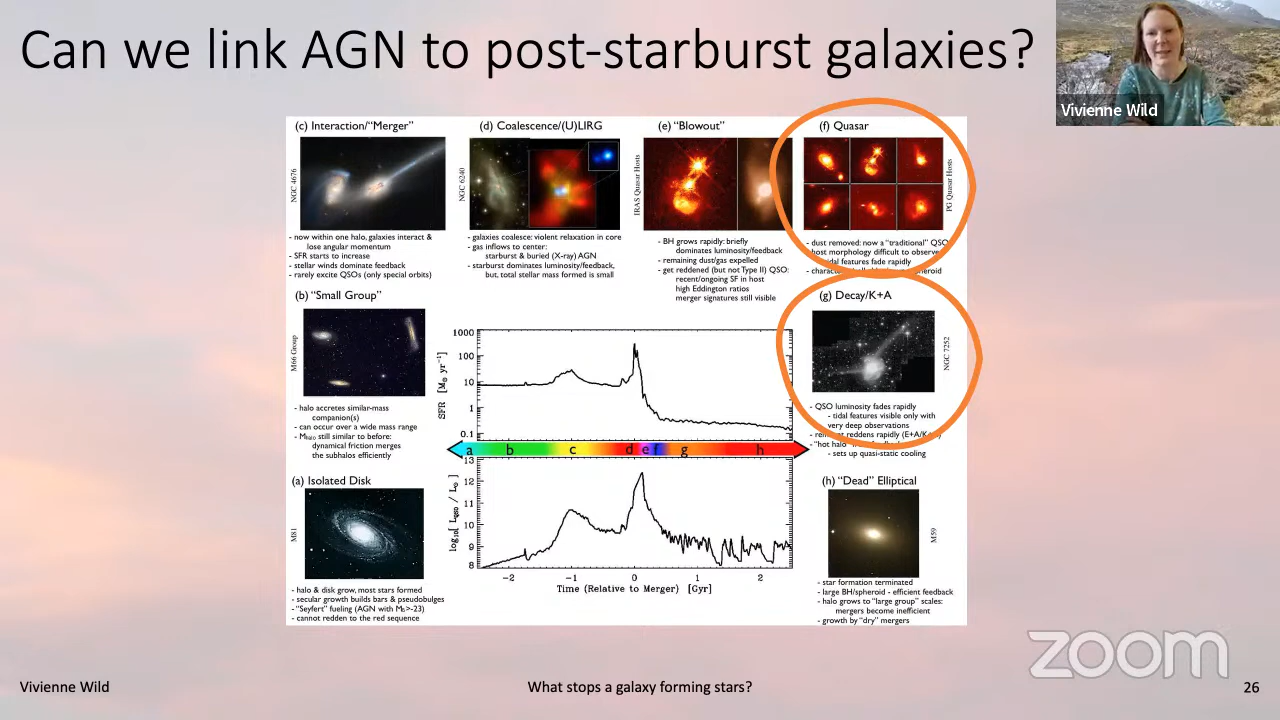 Can we link AGN to post-starburst galaxies?
Vivienne Wild
(c) Interaction/“Merger”
NGC 4676
- now within one halo, galaxies interact &
lose angular momentum
- SFR starts to increase
- stellar winds dominate feedback
- rarely excite QSOs (only special orbits)
(d) Coalescence/(U)LIRG
NGC 6240
- galaxies coalesce: violent relaxation in core
- gas inflows to center:
starburst & buried (X-ray) AGN
- starburst dominates luminosity/feedback,
but, total stellar mass formed is small
(e) “Blowout”
IRAS Quasar Hosts
- BH grows rapidly: briefly
dominates luminosity/feedback
- remaining dust/gas expelled
- get reddened (but not Type II) QSO:
recent/ongoing SF in host
high Eddington ratios
merger signatures still visible
(f) Quasar
PG Quasar Hosts
- dust removed: now a “traditional” QSO
host morphology difficult to observe:
tidal features fade rapidly
(b) “Small Group”
M66 Group
- halo accretes similar-mass
companion(s)
- can occur over a wide mass range
- Mhalo still similar to before:
dynamical friction merges
the subhalos efficiently
(g) Decay/K+A
NGC 7252
- QSO luminosity fades rapidly
- tidal features visible only with
very deep observations
reddens rapidly (E+A/K+A)
- “hot halo”
- sets up quasi-static cooling
1000
100
10
1
0.1
SFR [M⊙ yr⁻¹]
a b c d e f g h
13
12
11
10
9
8
log₁₀[ LQSO / L⊙ ]
-2 -1 0 1 2
Time (Relative to Merger) [Gyr]
(a) Isolated Disk
M81
- halo & disk grow, most stars formed
- secular growth builds bars & pseudobulges
- “Seyfert” fueling (AGN with MB>-23)
- cannot redden to the red sequence
(h) “Dead” Elliptical
M59
- star formation terminated
- large BH/spheroid - efficient feedback
- halo grows to “large group” scales:
mergers become inefficient
- growth by “dry” mergers
zoom
Vivienne Wild
What stops a galaxy forming stars?
26